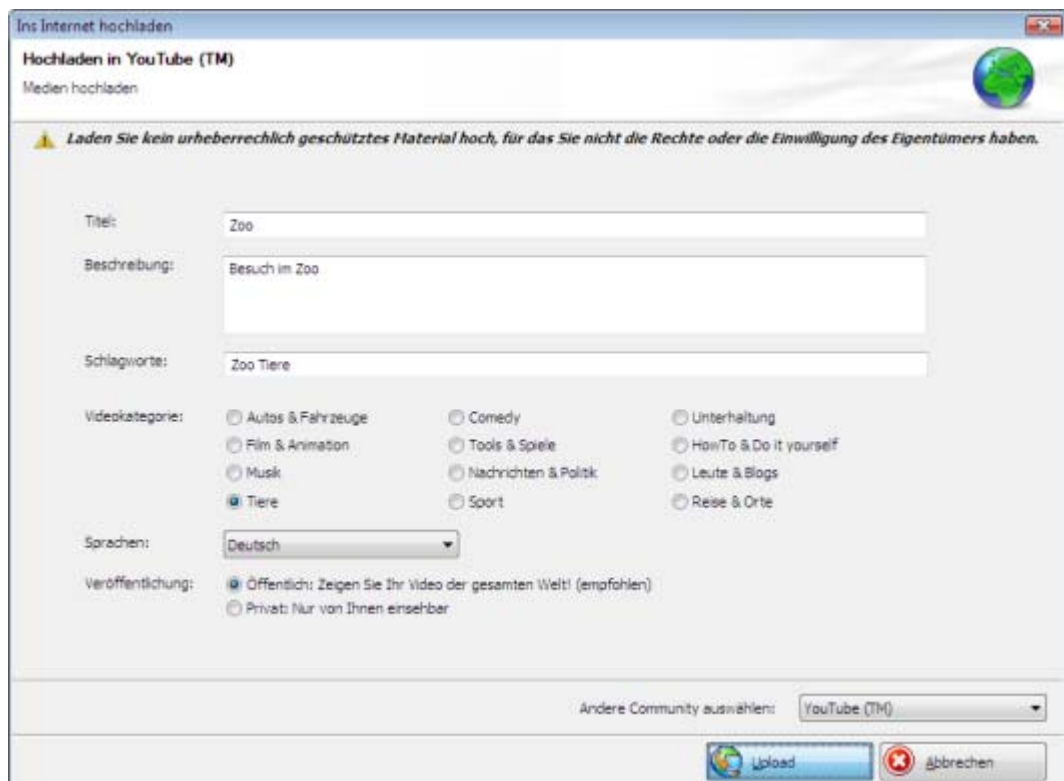 Ins Internet hochladen
Hochladen in YouTube (TM)
Medien hochladen
Laden Sie kein urheberrechlich geschütztes Material hoch, für das Sie nicht die Rechte oder die Einwilligung des Eigentümers haben.
Titel: Zoo
Beschreibung: Besuch im Zoo
Schlagworte: Zoo Tiere
Videokategorie: Autos & Fahrzeuge Comedy Unterhaltung
Film & Animation Tools & Spiele HowTo & Do it yourself
Musik Nachrichten & Politik Leute & Blogs
Tiere Sport Reise & Orte
Sprachen: Deutsch
Veröffentlichung: Öffentlich: Zeigen Sie Ihr Video der gesamten Welt! (empfohlen)
Privat: Nur von Ihnen einsehbar
Andere Community auswählen: YouTube (TM)
Upload Abbrechen